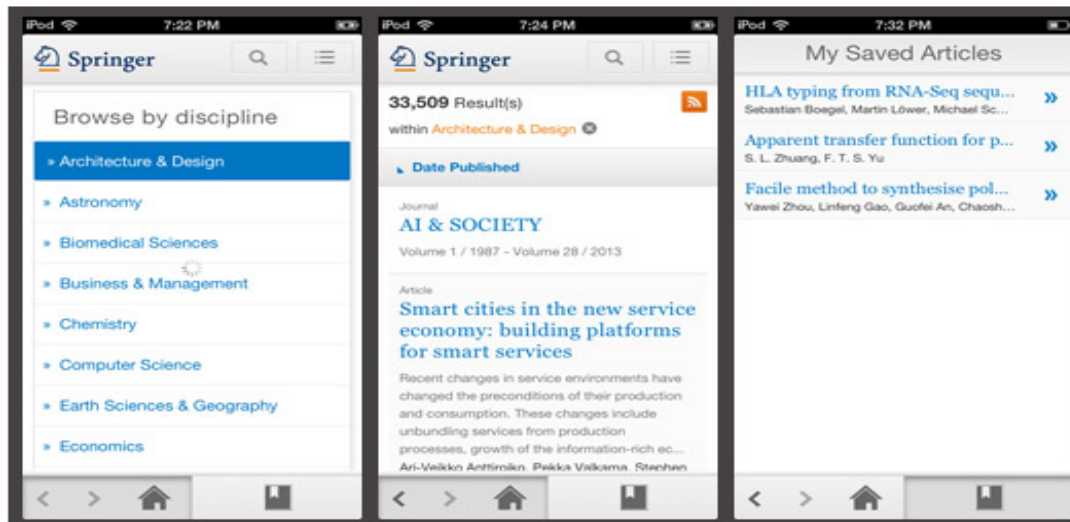 iPod 7:22 PM
Springer
Browse by discipline
» Architecture & Design
» Astronomy
» Biomedical Sciences
» Business & Management
» Chemistry
» Computer Science
» Earth Sciences & Geography
» Economics
iPod 7:24 PM
Springer
33,509 Result(s)
within Architecture & Design
Date Published
Journal
AI & SOCIETY
Volume 1 / 1987 - Volume 28 / 2013
Article
Smart cities in the new service
economy: building platforms
for smart services
Recent changes in service environments have
changed the preconditions of their production
and consumption. These changes include
unbundling services from production
processes, growth of the information-rich ec...
Ari-Veikko Anttiroiko, Pekka Valkama, Stephen
iPod 7:32 PM
My Saved Articles
HLA typing from RNA-Seq sequ... »
Sebastian Boegel, Martin Löwer, Michael Sc...
Apparent transfer function for p... »
S. L. Zhuang, F. T. S. Yu
Facile method to synthesise pol... »
Yawei Zhou, Linfeng Gao, Guofei An, Chaosh...